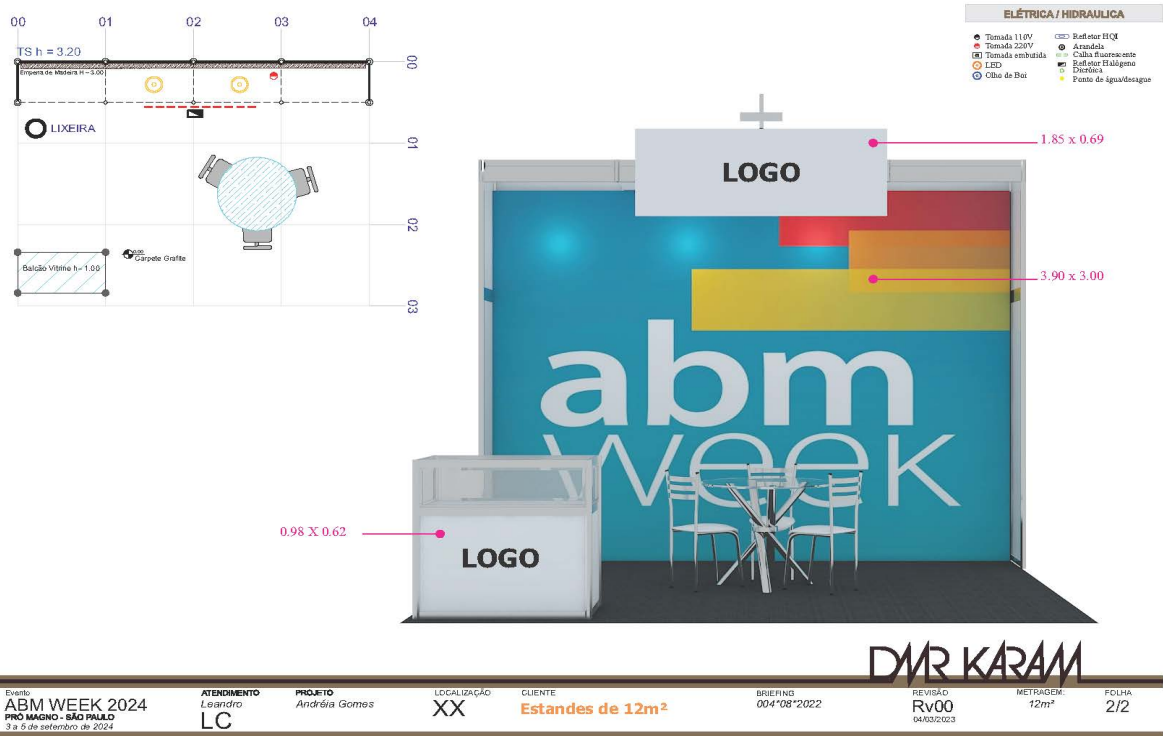 00 01 02 03 04
TS h = 3.20
Empena de Madeira H - 3.00
00
LIXEIRA
01
02
0.00
Carpete Grafite
Balcão Vitrine h - 1.00
03
ELÉTRICA / HIDRAULICA
Tomada 110V
Tomada 220V
Tomada embutida
LED
Olho de Boi
Refletor HQI
Arandela
Calha fluorescente
Refletor Halógeno
Dicróica
Ponto de água/desague
LOGO
1.85 x 0.69
3.90 x 3.00
abm
week
0.98 X 0.62
LOGO
DMR KARAM
Evento
ABM WEEK 2024
PRÓ MAGNO - SÃO PAULO
3 a 5 de setembro de 2024
ATENDIMENTO
Leandro
LC
PROJETO
Andréia Gomes
LOCALIZAÇÃO
XX
CLIENTE
Estandes de 12m²
BRIEFING
004*08*2022
REVISÃO
Rv00
04/03/2023
METRAGEM:
12m²
FOLHA
2/2